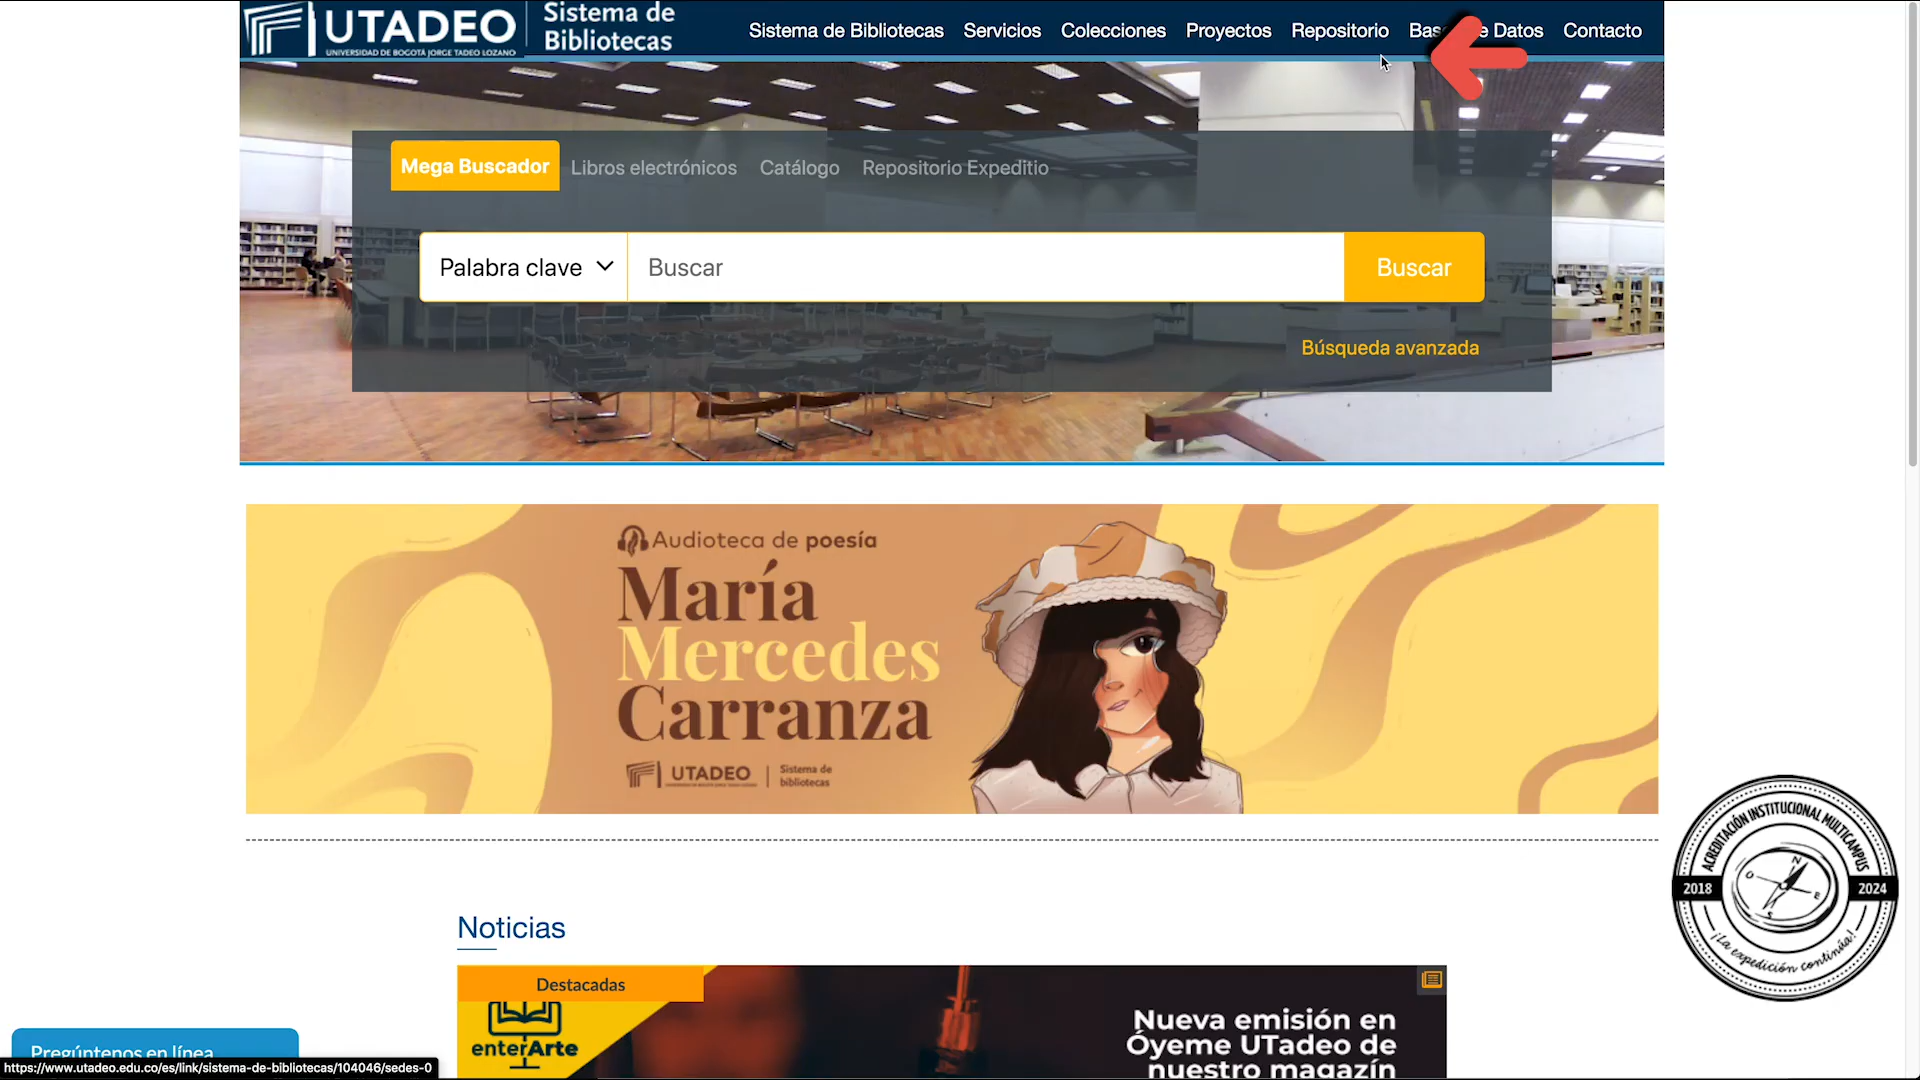 UTADEO
UNIVERSIDAD DE BOGOTÁ JORGE TADEO LOZANO
Sistema de
Bibliotecas
Sistema de Bibliotecas
Servicios
Colecciones
Proyectos
Repositorio
e Datos
Contacto
Mega Buscador
Libros electrónicos
Catálogo
Repositorio Expeditio
Palabra clave
Buscar
Buscar
Búsqueda avanzada
Audioteca de poesía
María
Mercedes
Carranza
UTADEO
Sistema de
bibliotecas
ACREDITACIÓN INSTITUCIONAL MULTICAMPUS
N
O
E
S
2018
2024
¡La expedición continúa!
Noticias
Destacadas
enterArte
Nueva emisión en
Óyeme UTadeo de
nuestro magazín
Pregúntenos en línea
https://www.utadeo.edu.co/es/link/sistema-de-bibliotecas/104046/sedes-0